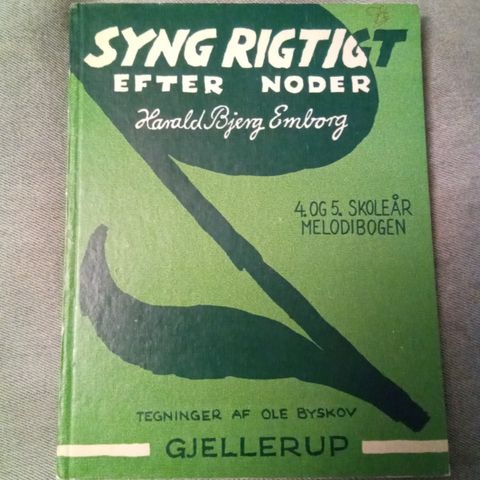 SYNG RIGTIGT
EFTER NODER
Harald Bjerg Emborg
4. OG 5. SKOLEÅR
MELODIBOGEN
TEGNINGER AF OLE BYSKOV
GJELLERUP